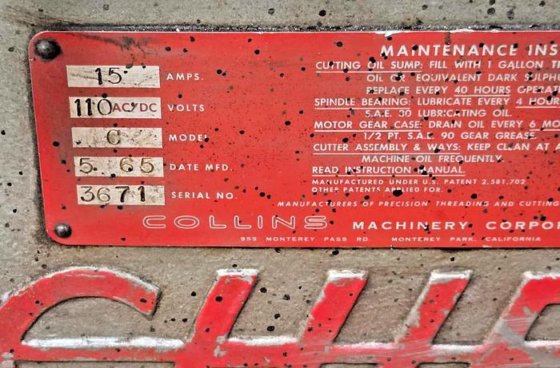 15 AMPS.
110 AC/DC VOLTS
C MODEL
5 65 DATE MFD.
3671 SERIAL NO.
MAINTENANCE INS
CUTTING OIL SUMP: FILL WITH 1 GALLON
OIL OR EQUIVALENT DARK SULPH
REPLACE EVERY 40 HOURS OPERAT
SPINDLE BEARING: LUBRICATE EVERY 4 HOUR
S.A.E. 30 LUBRICATING OIL.
MOTOR GEAR CASE: DRAIN OIL EVERY 6 MO
1/2 PT. S.A.E. 90 GEAR GREASE.
CUTTER ASSEMBLY & WAYS: KEEP CLEAN AT A
MACHINE OIL FREQUENTLY.
READ INSTRUCTION MANUAL.
MANUFACTURED UNDER U.S. PATENT 2,581,702
OTHER PATENTS APPLIED FOR
MANUFACTURERS OF PRECISION THREADING AND CUTTING
COLLINS MACHINERY CORPOR
955 MONTEREY PASS RD. MONTEREY PARK, CALIFORNIA